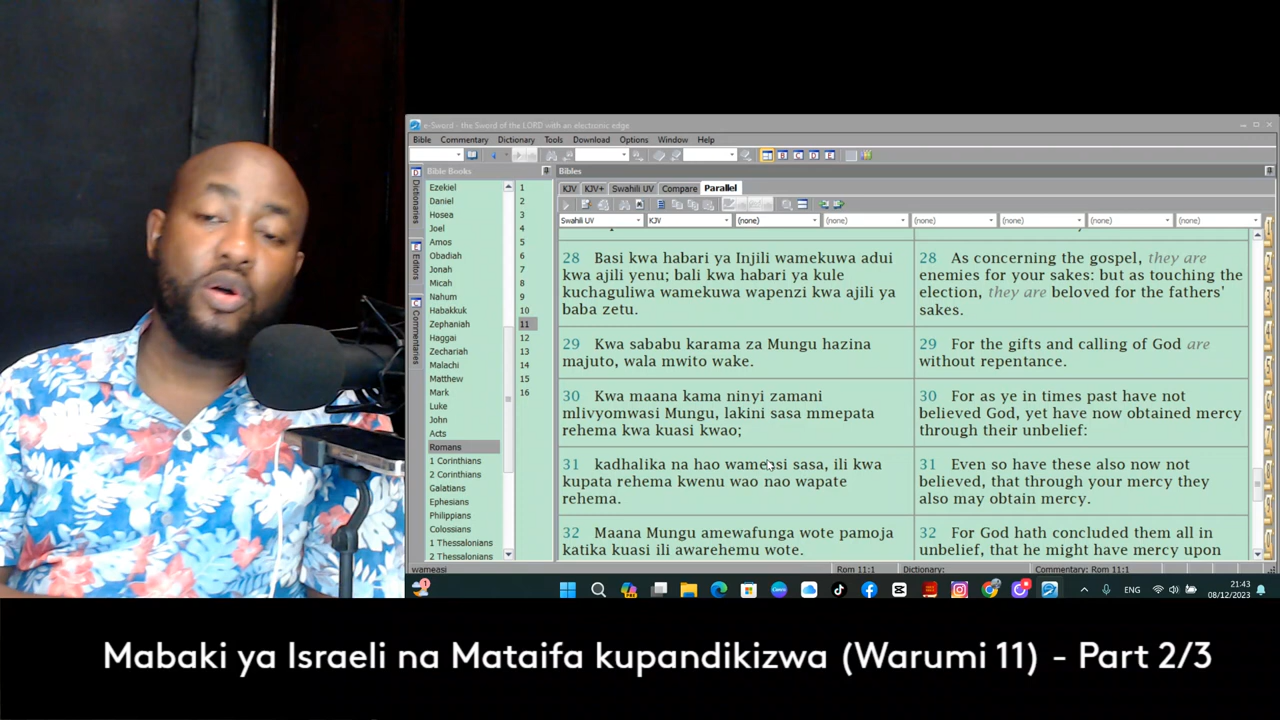 e-Sword - the Sword of the LORD with an electronic edge
Bible Commentary Dictionary Tools Download Options Window Help
Bible Books
Bibles
Dictionaries
Editors
Commentaries
Ezekiel
Daniel
Hosea
Joel
Amos
Obadiah
Jonah
Micah
Nahum
Habakkuk
Zephaniah
Haggai
Zechariah
Malachi
Matthew
Mark
Luke
John
Acts
Romans
1 Corinthians
2 Corinthians
Galatians
Ephesians
Philippians
Colossians
1 Thessalonians
2 Thessalonians
1
2
3
4
5
6
7
8
9
10
11
12
13
14
15
16
KJV KJV+ Swahili UV Compare Parallel
Swahili UV KJV (none) (none) (none) (none) (none) (none)
28 Basi kwa habari ya Injili wamekuwa adui
kwa ajili yenu; bali kwa habari ya kule
kuchaguliwa wamekuwa wapenzi kwa ajili ya
baba zetu.
28 As concerning the gospel, they are
enemies for your sakes: but as touching the
election, they are beloved for the fathers'
sakes.
29 Kwa sababu karama za Mungu hazina
majuto, wala mwito wake.
29 For the gifts and calling of God are
without repentance.
30 Kwa maana kama ninyi zamani
mlivyomwasi Mungu, lakini sasa mmepata
rehema kwa kuasi kwao;
30 For as ye in times past have not
believed God, yet have now obtained mercy
through their unbelief:
31 kadhalika na hao wameasi sasa, ili kwa
kupata rehema kwenu wao nao wapate
rehema.
31 Even so have these also now not
believed, that through your mercy they
also may obtain mercy.
32 Maana Mungu amewafunga wote pamoja
katika kuasi ili awarehemu wote.
32 For God hath concluded them all in
unbelief, that he might have mercy upon
wameasi
Rom 11:1 Dictionary: Commentary: Rom 11:1
ENG
21:43
08/12/2023
Mabaki ya Israeli na Mataifa kupandikizwa (Warumi 11) - Part 2/3